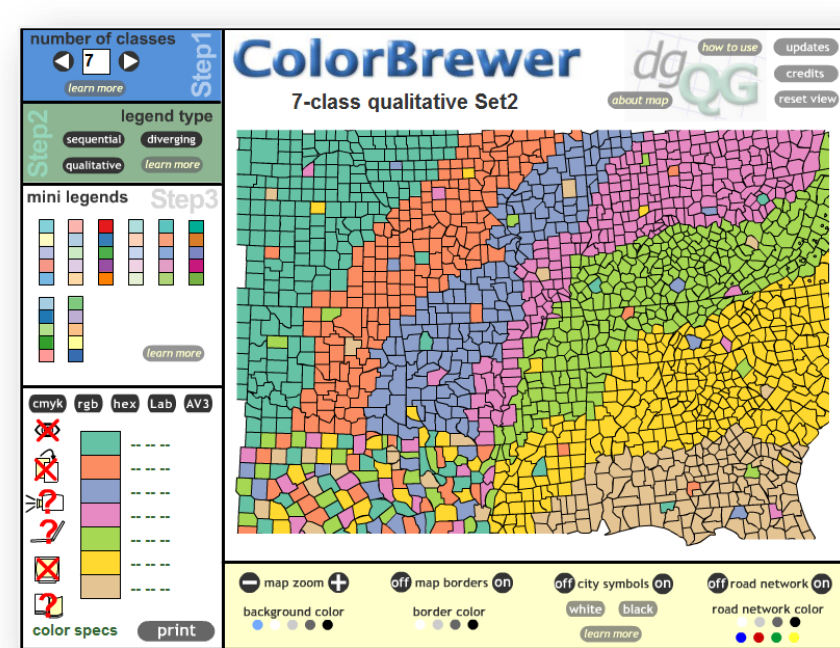 number of classes
7
learn more
Step1
Step2
legend type
sequential
diverging
qualitative
learn more
mini legends
Step3
learn more
cmyk
rgb
hex
Lab
AV3
color specs
print
ColorBrewer
7-class qualitative Set2
dg
QG
how to use
about map
updates
credits
reset view
map zoom
off map borders on
off city symbols on
off road network on
background color
border color
white
black
learn more
road network color